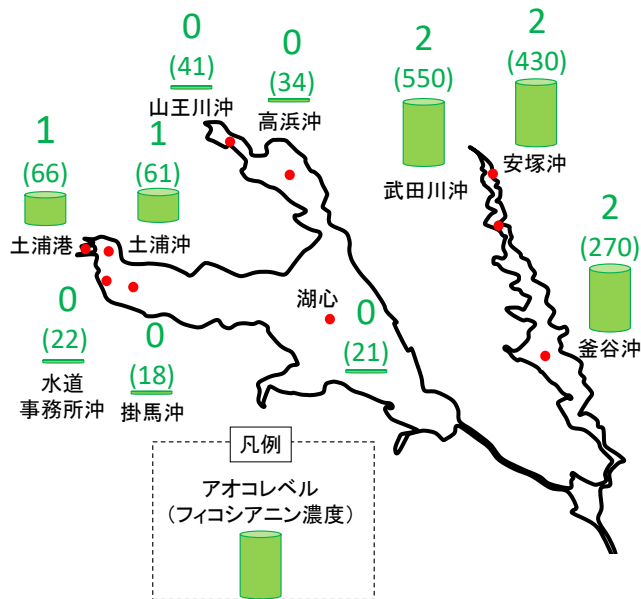 0
(41)
山王川沖
0
(34)
高浜沖
2
(550)
武田川沖
2
(430)
安塚沖
1
(66)
土浦港
1
(61)
土浦沖
2
(270)
釜谷沖
湖心
0
(21)
0
(22)
水道
事務所沖
0
(18)
掛馬沖
凡例
アオコレベル
(フィコシアニン濃度)